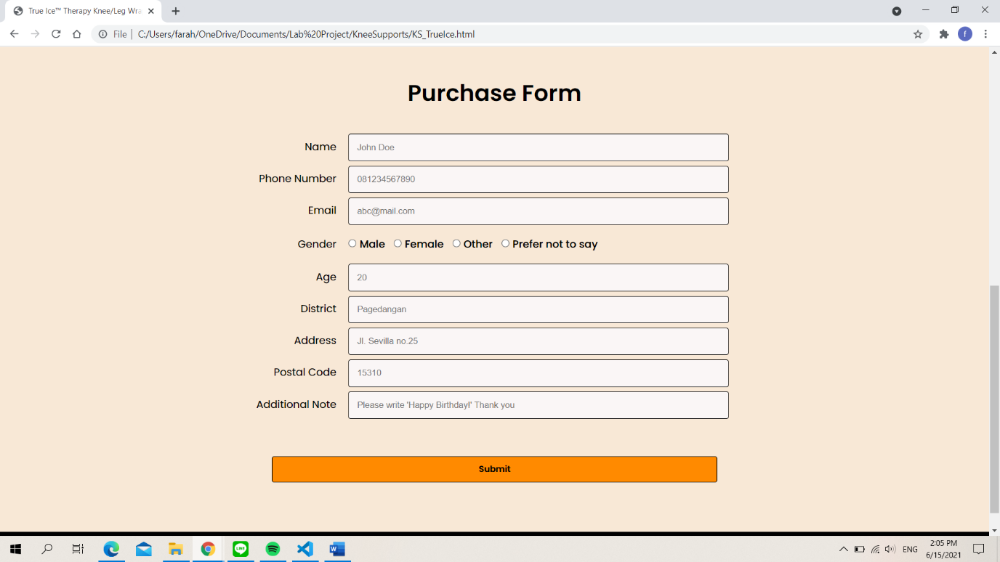 True Ice™ Therapy Knee/Leg Wra
File | C:/Users/farah/OneDrive/Documents/Lab%20Project/KneeSupports/KS_TrueIce.html
f
Purchase Form
Name John Doe
Phone Number 081234567890
Email abc@mail.com
Gender Male Female Other Prefer not to say
Age 20
District Pagedangan
Address Jl. Sevilla no.25
Postal Code 15310
Additional Note Please write 'Happy Birthday!' Thank you
Submit
LINE
W
ENG
2:05 PM
6/15/2021